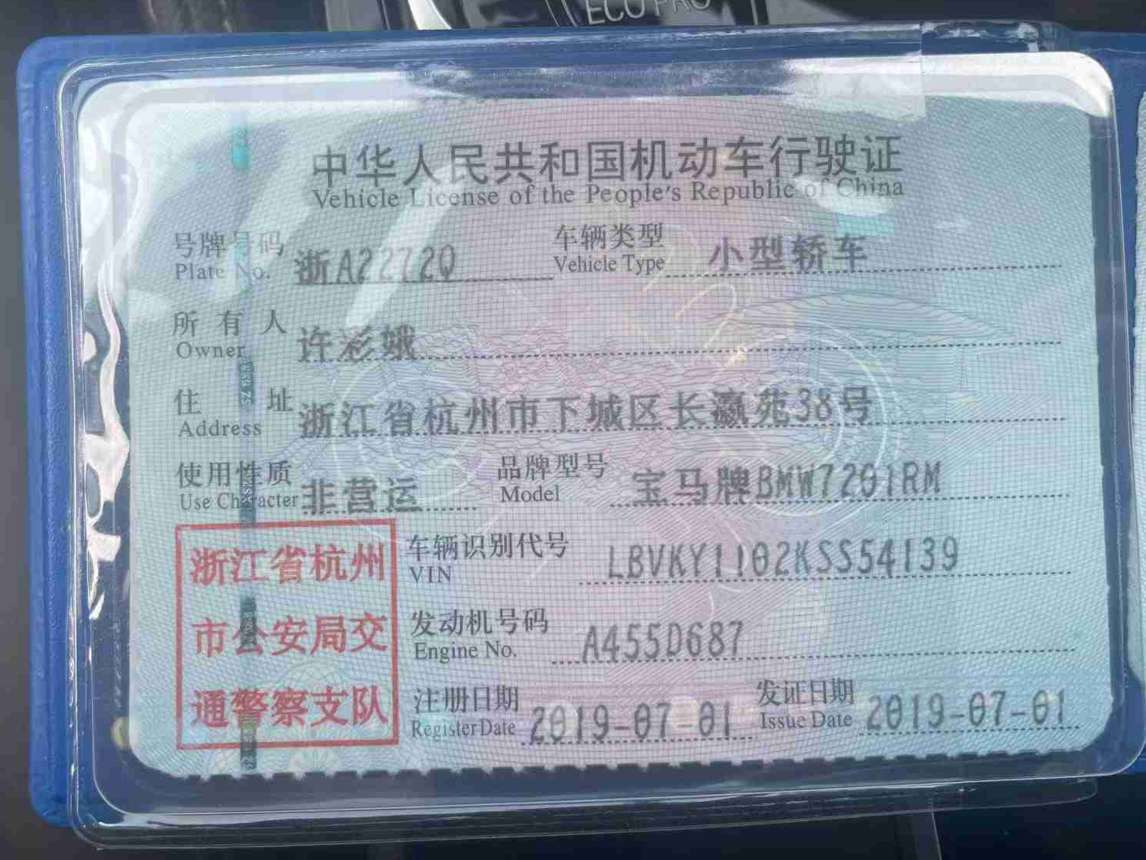 ECO PRO
中华人民共和国机动车行驶证
Vehicle License of the People's Republic of China
号牌号码 浙A2272Q 车辆类型 小型轿车
Plate No. Vehicle Type
所有人 许彩娥
Owner
住址 浙江省杭州市下城区长瀛苑38号
Address
使用性质 非营运 品牌型号 宝马牌BMW7201RM
Use Character Model
浙江省杭州
市公安局交
通警察支队
车辆识别代号 LBVKY1102KSS54139
VIN
发动机号码 A455D687
Engine No.
注册日期 2019-07-01 发证日期 2019-07-01
Register Date Issue Date